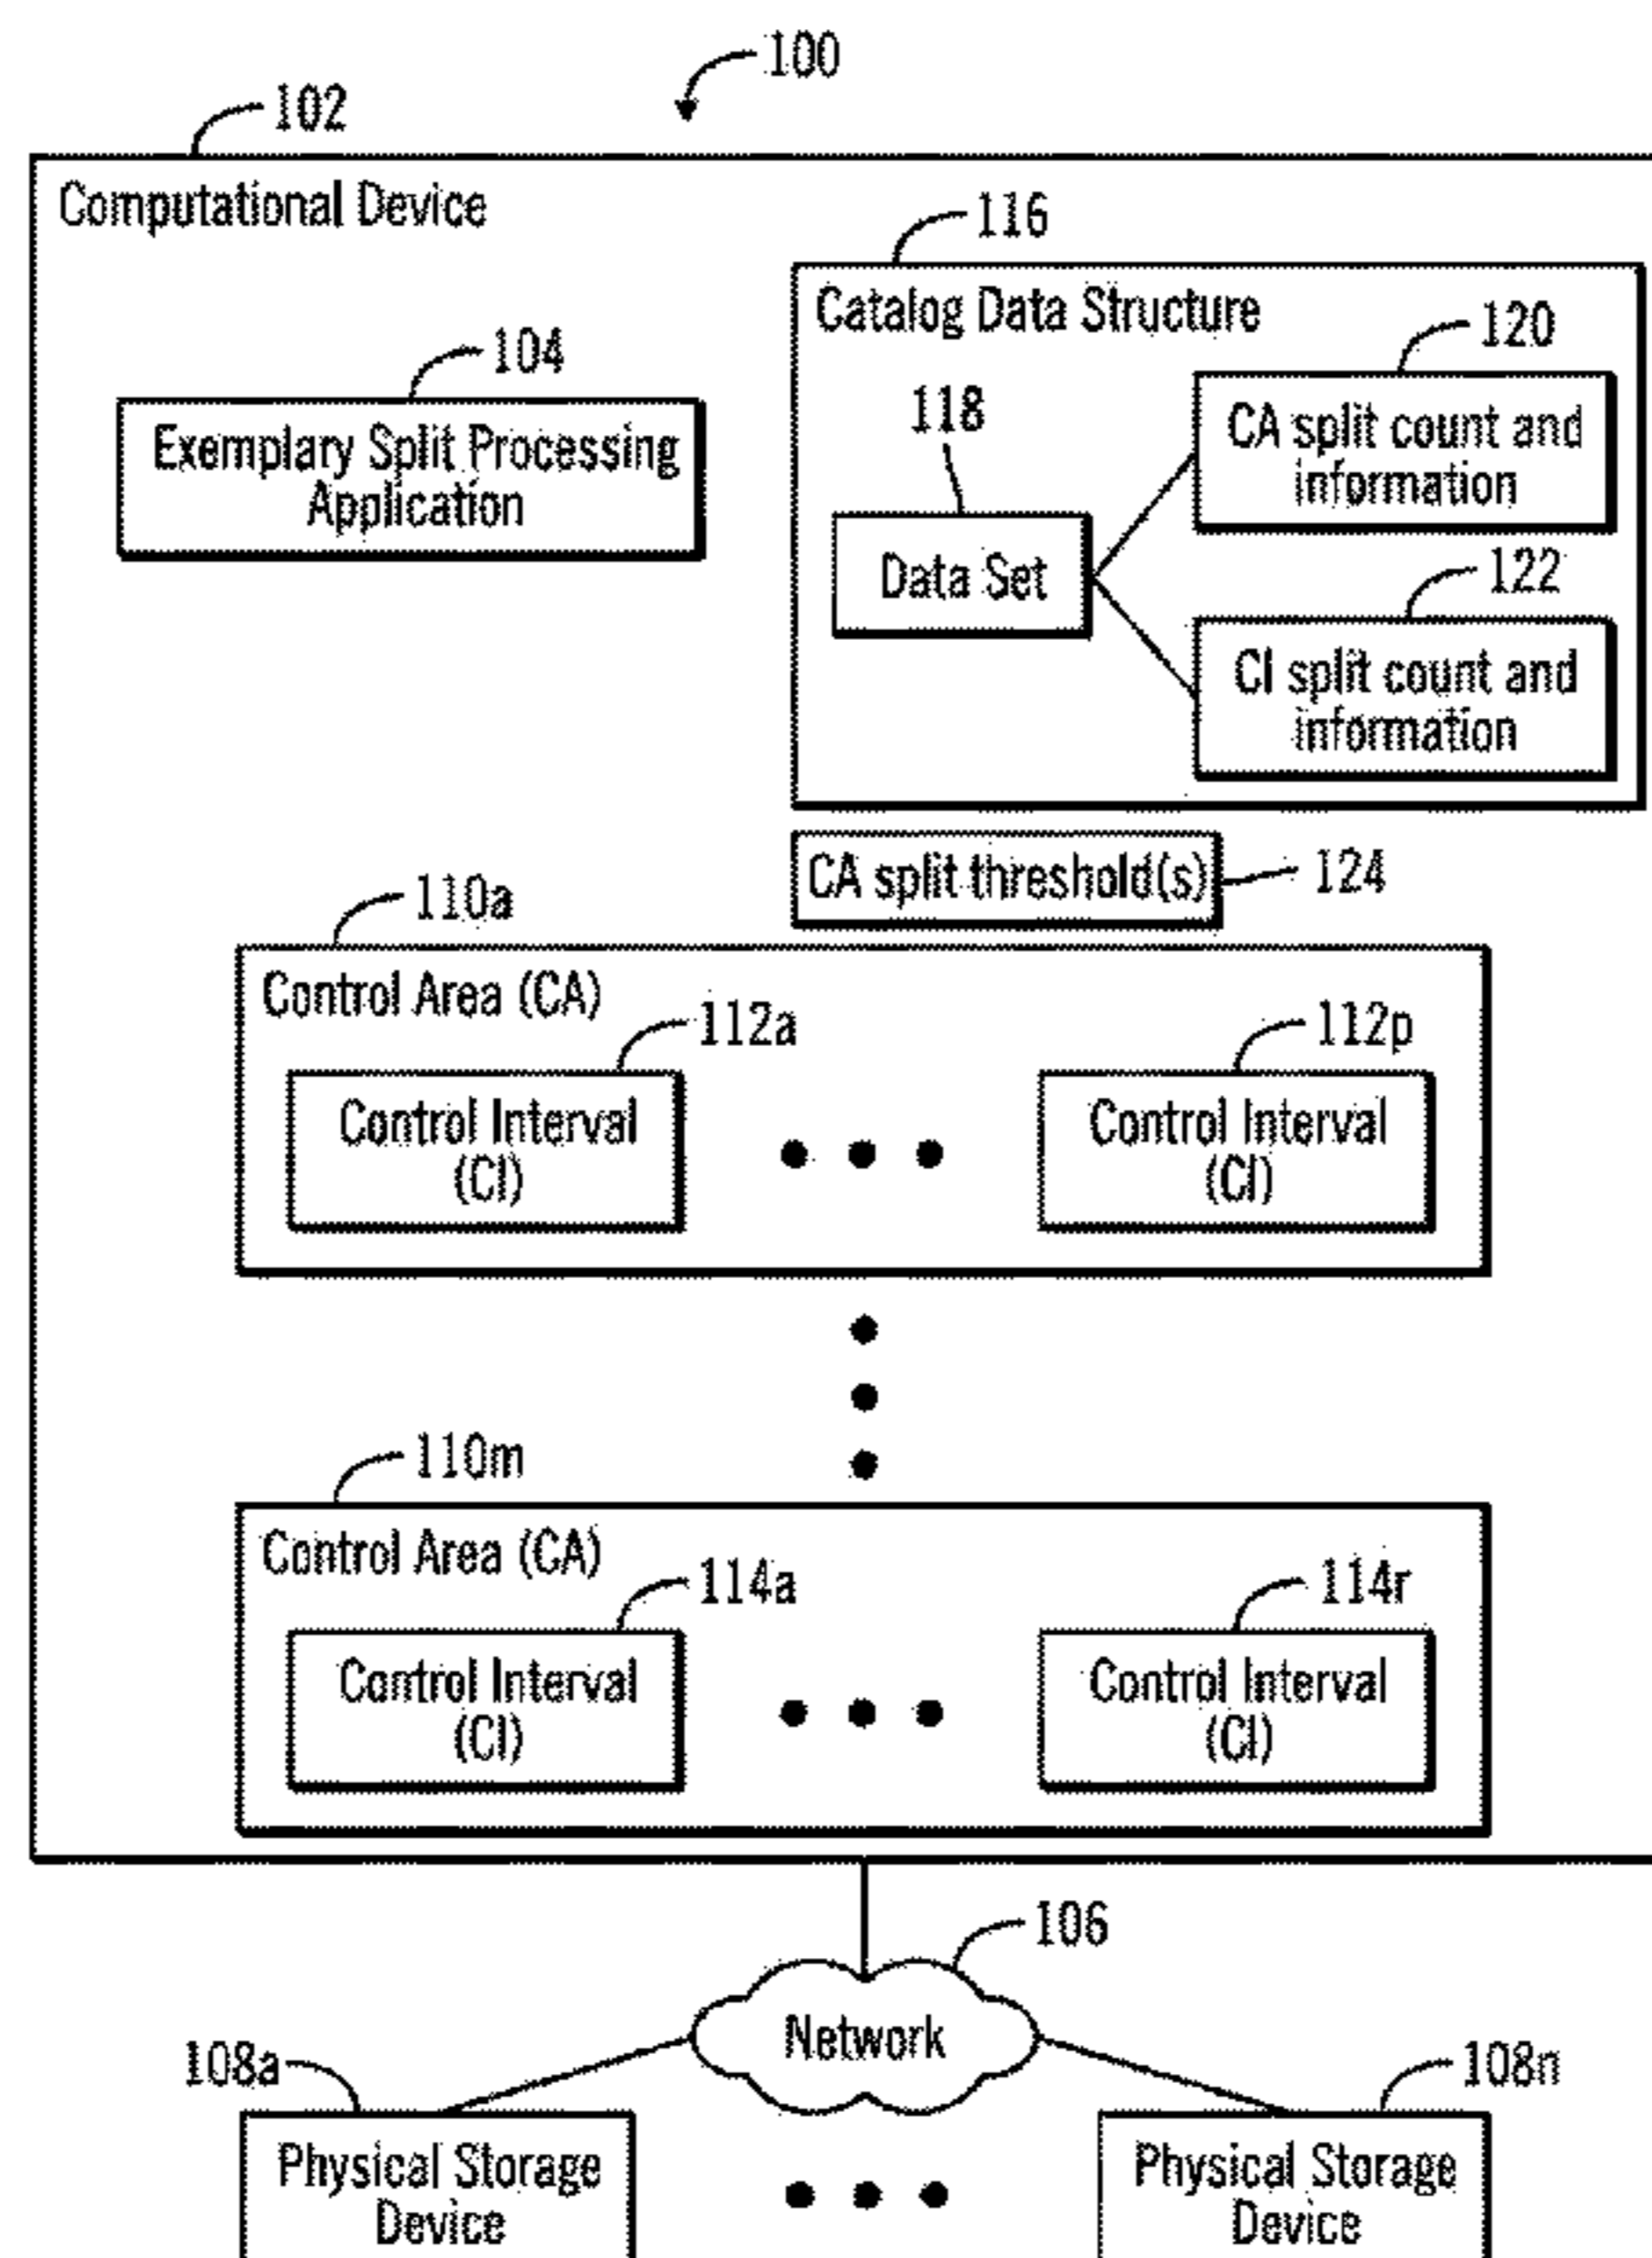 100
102
Computational Device
116
Catalog Data Structure
120
104
118
CA split count and
information
Exemplary Split Processing
Application
Data Set
122
CI split count and
information
CA split threshold(s)
124
110a
Control Area (CA)
112a
112p
Control Interval
(CI)
Control Interval
(CI)
110m
Control Area (CA)
114a
114r
Control Interval
(CI)
Control Interval
(CI)
106
Network
108a
108n
Physical Storage
Device
Physical Storage
Device